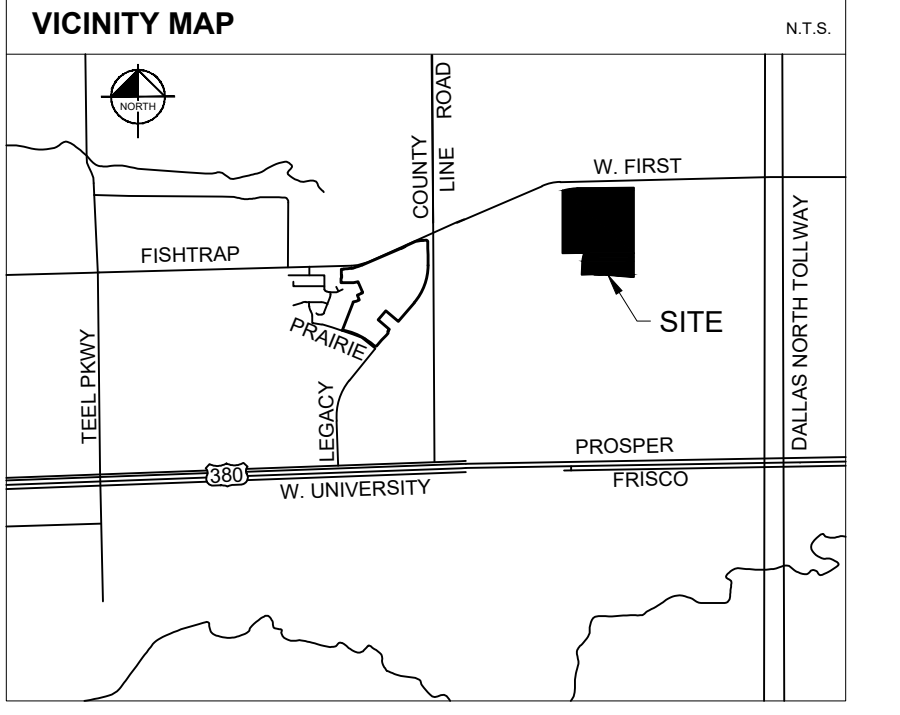 VICINITY MAP
N.T.S.
NORTH
COUNTY
LINE ROAD
W. FIRST
FISHTRAP
DALLAS NORTH TOLLWAY
SITE
PRAIRIE
TEEL PKWY
LEGACY
PROSPER
380
W. UNIVERSITY
FRISCO